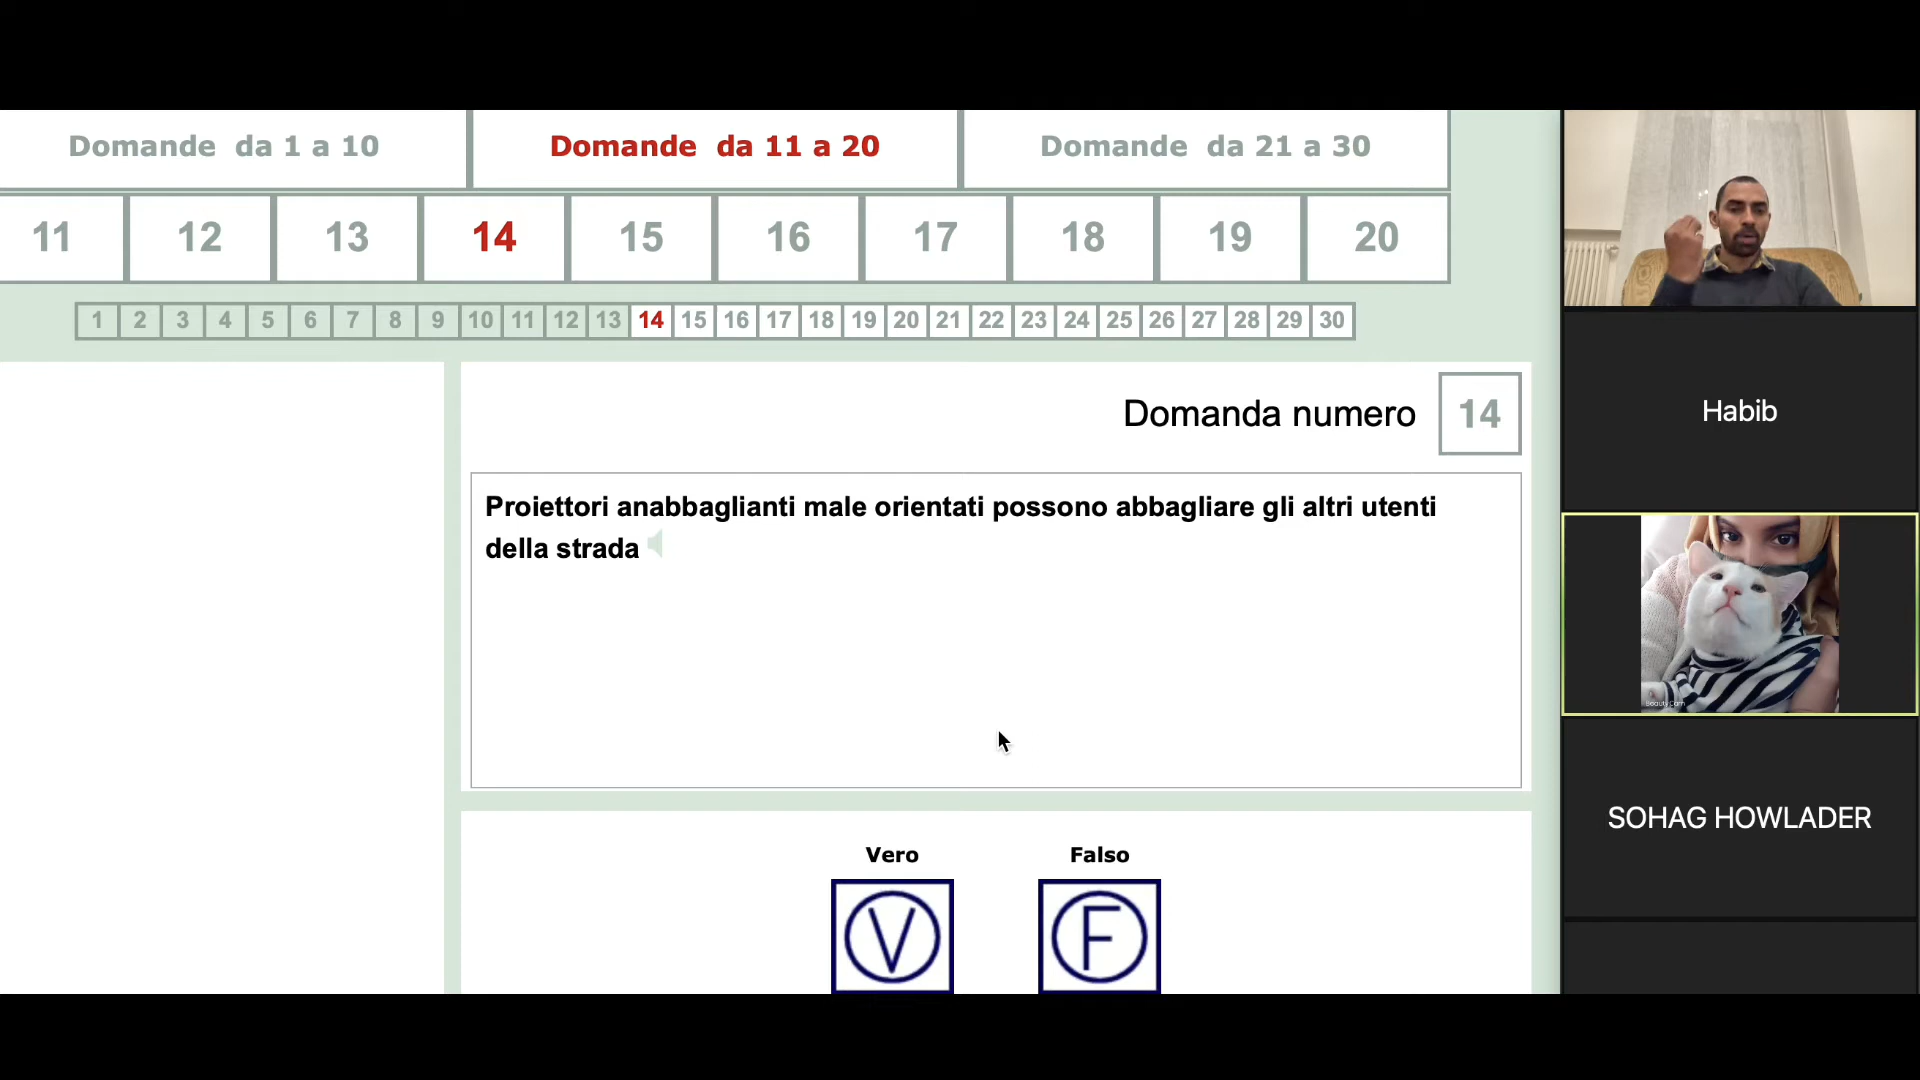 Domande da 1 a 10
Domande da 11 a 20
Domande da 21 a 30
11 12 13 14 15 16 17 18 19 20
1 2 3 4 5 6 7 8 9 10 11 12 13 14 15 16 17 18 19 20 21 22 23 24 25 26 27 28 29 30
Domanda numero 14
Proiettori anabbaglianti male orientati possono abbagliare gli altri utenti
della strada
Vero Falso
V F
Habib
BeautyCam
SOHAG HOWLADER